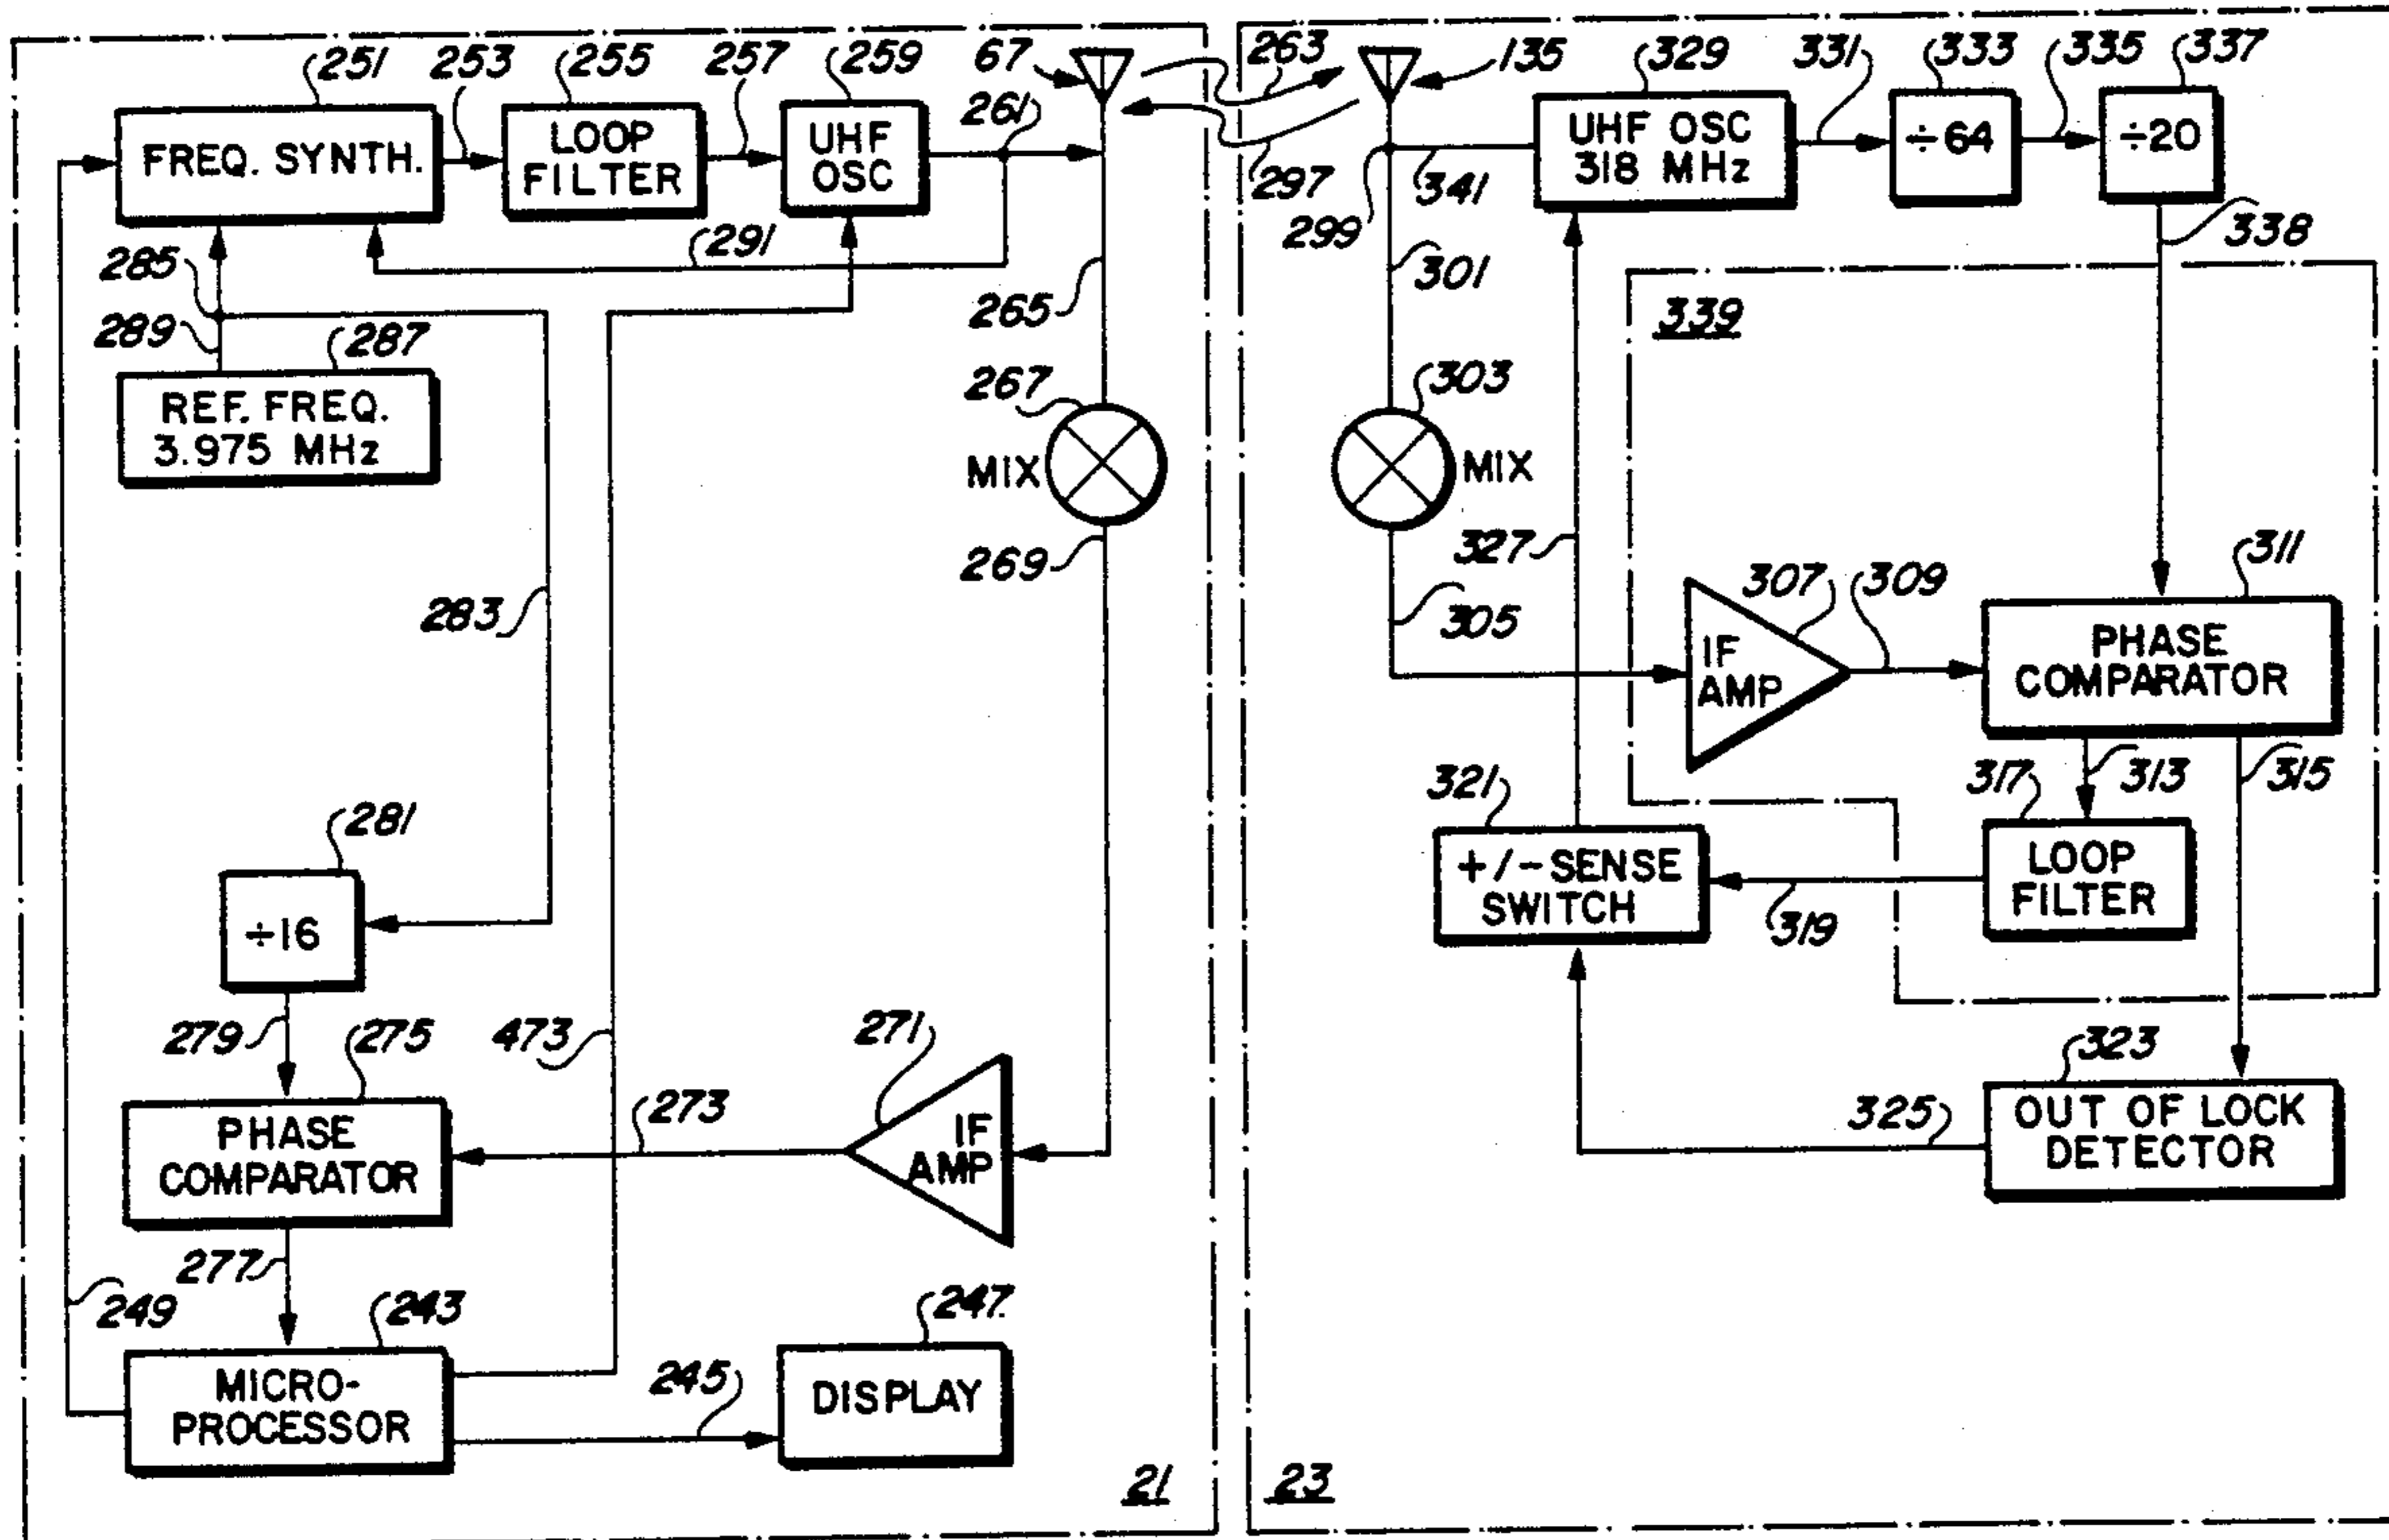 251
253
255
257
259
261
67
FREQ. SYNTH.
LOOP
FILTER
UHF
OSC
291
285
289
287
REF. FREQ.
3.975 MHz
265
267
MIX
269
283
281
÷16
279
275
473
271
273
IF
AMP
PHASE
COMPARATOR
277
249
243
MICRO-
PROCESSOR
245
247
DISPLAY
21
263
297
135
299
341
301
329
UHF OSC
318 MHz
331
333
÷64
335
337
÷20
338
339
303
MIX
305
327
307
IF
AMP
309
311
PHASE
COMPARATOR
313
315
317
LOOP
FILTER
319
321
+/-SENSE
SWITCH
323
OUT OF LOCK
DETECTOR
325
23